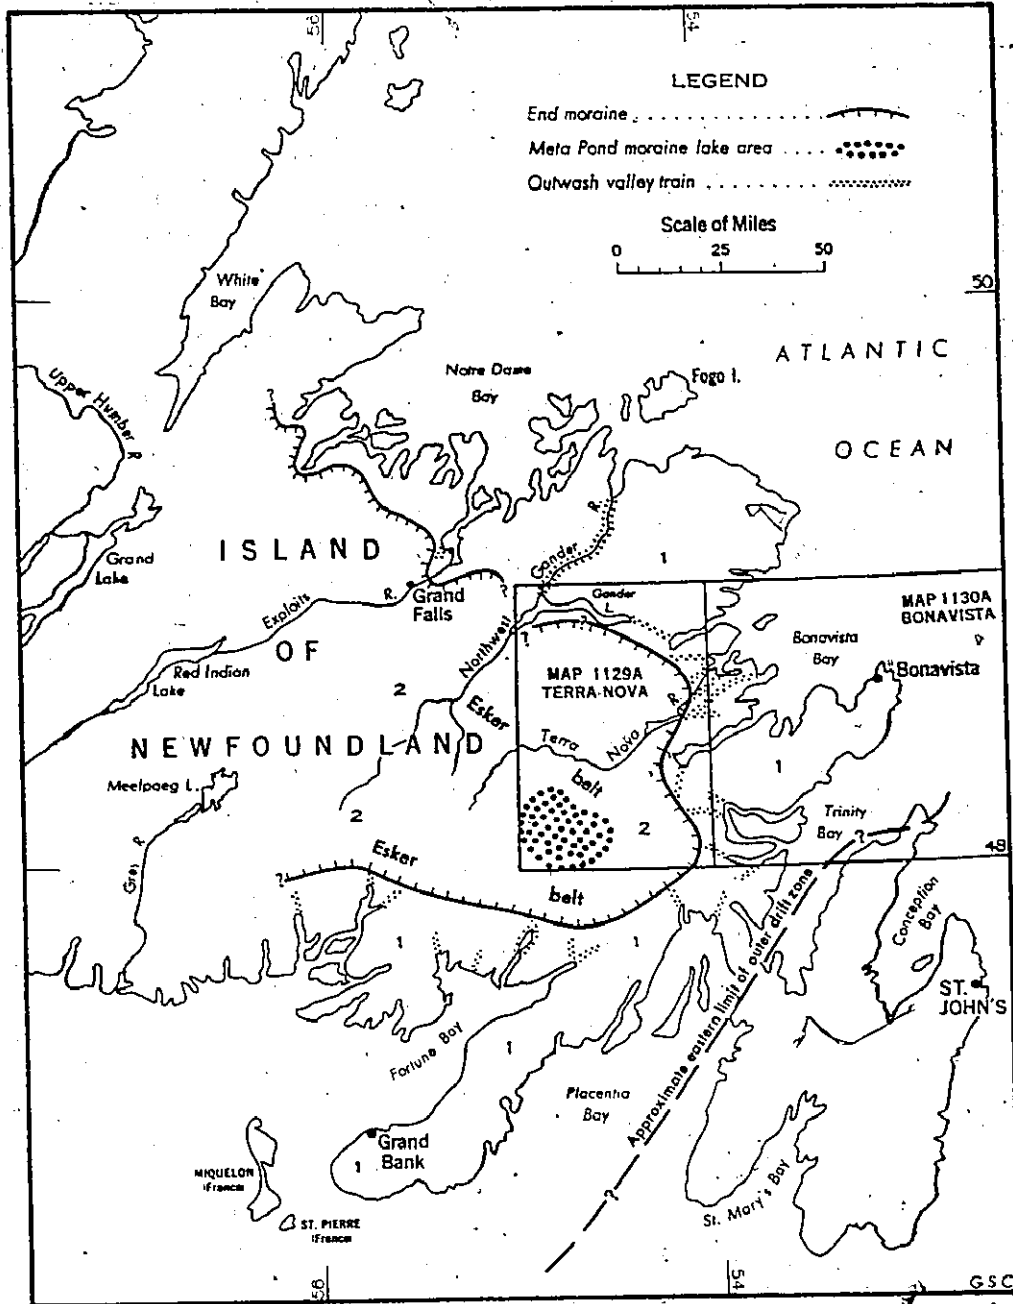 56
54
LEGEND
End moraine
Meta Pond moraine lake area
Outwash valley train
Scale of Miles
0 25 50
White Bay
50
ATLANTIC
OCEAN
Notre Dame
Bay
Fogo I.
Upper Humber R
?
ISLAND
Grand
Lake
Gander R.
1
Grand
Falls
Exploits R.
?
Gander
L.
MAP 1130A
BONAVISTA
Northwest
?
?
OF
Red Indian
Lake
2
MAP 1129A
TERRA NOVA
Bonavista
Bay
Bonavista
Esker
NEWFOUNDLAND
Terra Nova R.
belt
1
Meelpaeg L.
2
2
Trinity
Bay
?
48
Grey R
Esker
?
belt
Conception
Bay
1
1
Approximate eastern limit of outer drift zone
ST.
JOHN'S
Fortune Bay
1
Placentia
Bay
Grand
Bank
1
MIQUELON
(France)
?
St. Mary's Bay
ST. PIERRE
(France)
56
54
GSC